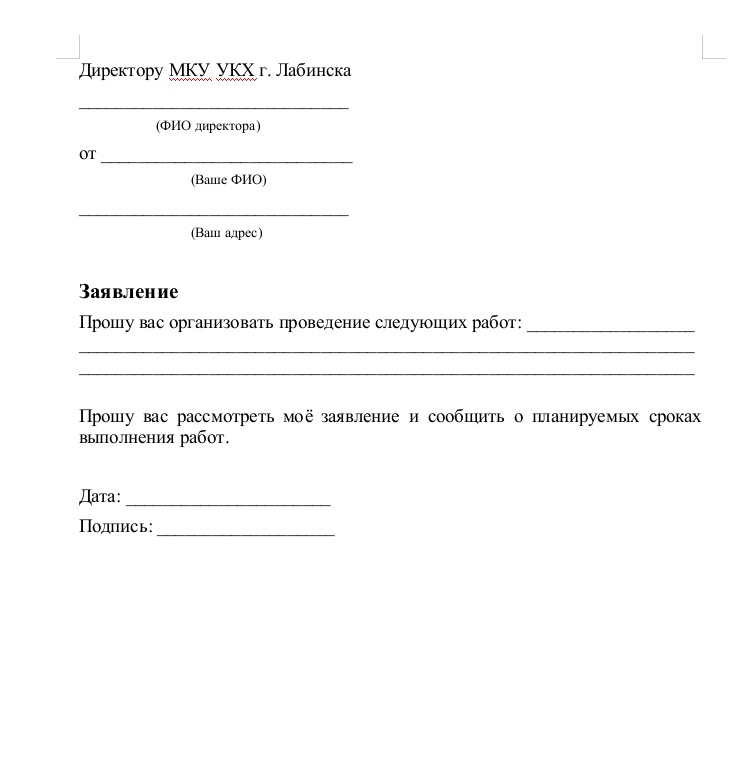 Директору МКУ УКХ г. Лабинска
______________________________
(ФИО директора)
от ____________________________
(Ваше ФИО)
______________________________
(Ваш адрес)
Заявление
Прошу вас организовать проведение следующих работ: __________________
____________________________________________________________________
____________________________________________________________________
Прошу вас рассмотреть моё заявление и сообщить о планируемых сроках
выполнения работ.
Дата: ______________________
Подпись: ___________________